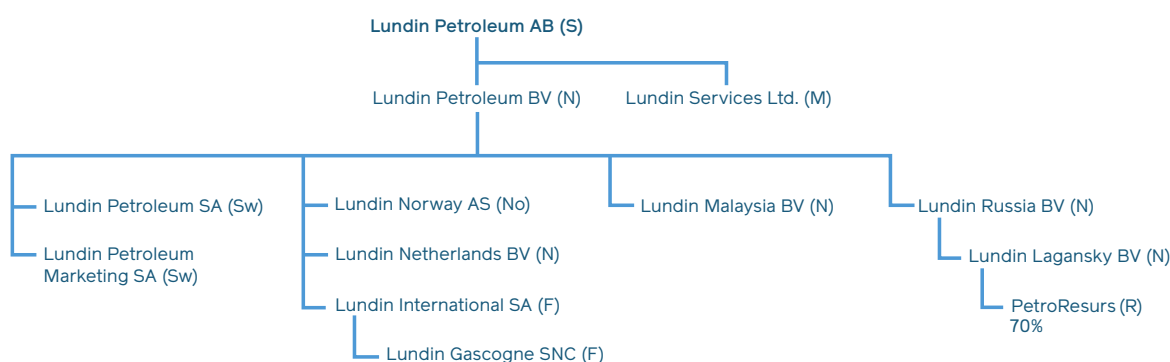 Lundin Petroleum AB (S)
Lundin Petroleum BV (N)
Lundin Services Ltd. (M)
Lundin Petroleum SA (Sw)
Lundin Petroleum
Marketing SA (Sw)
Lundin Norway AS (No)
Lundin Netherlands BV (N)
Lundin International SA (F)
Lundin Gascogne SNC (F)
Lundin Malaysia BV (N)
Lundin Russia BV (N)
Lundin Lagansky BV (N)
PetroResurs (R)
70%